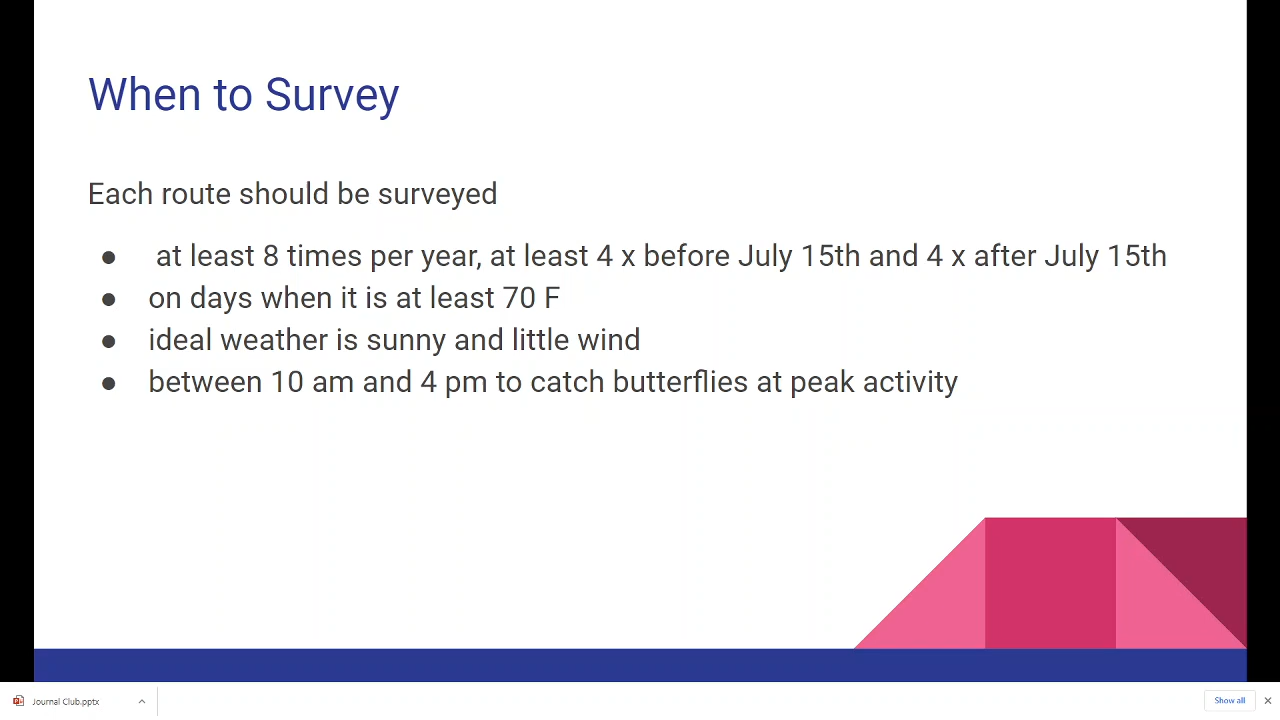 When to Survey
Each route should be surveyed
● at least 8 times per year, at least 4 x before July 15th and 4 x after July 15th
● on days when it is at least 70 F
● ideal weather is sunny and little wind
● between 10 am and 4 pm to catch butterflies at peak activity
Journal Club.pptx
Show all